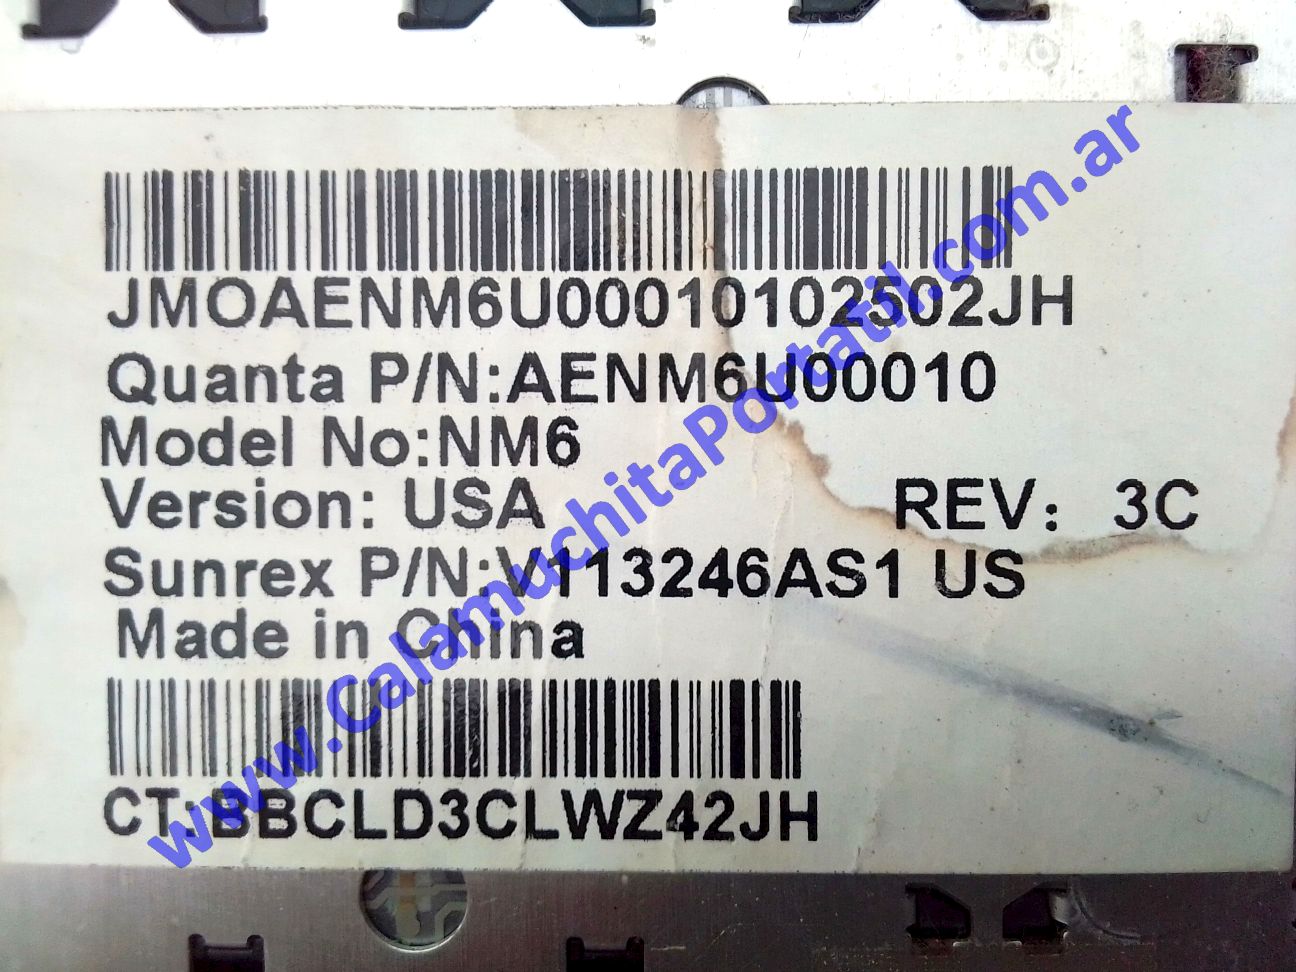 JMOAENM6U00010102502JH
Quanta P/N:AENM6U00010
Model No:NM6
Version: USA REV: 3C
Sunrex P/N:V113246AS1 US
Made in China
CT:BBCLD3CLWZ42JH
www.CalamuchitaPortatil.com.ar